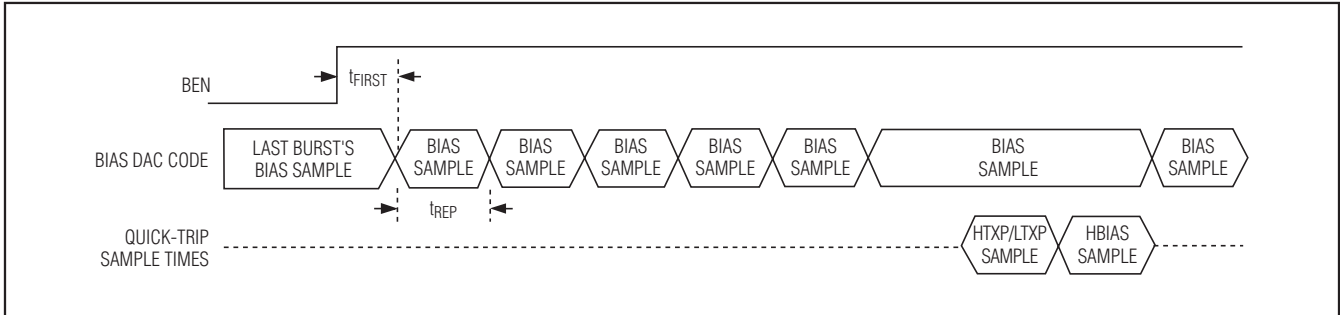 BEN
tFIRST
BIAS DAC CODE
LAST BURST'S
BIAS SAMPLE
BIAS
SAMPLE
BIAS
SAMPLE
BIAS
SAMPLE
BIAS
SAMPLE
BIAS
SAMPLE
BIAS
SAMPLE
BIAS
SAMPLE
tREP
QUICK-TRIP
SAMPLE TIMES
HTXP/LTXP
SAMPLE
HBIAS
SAMPLE